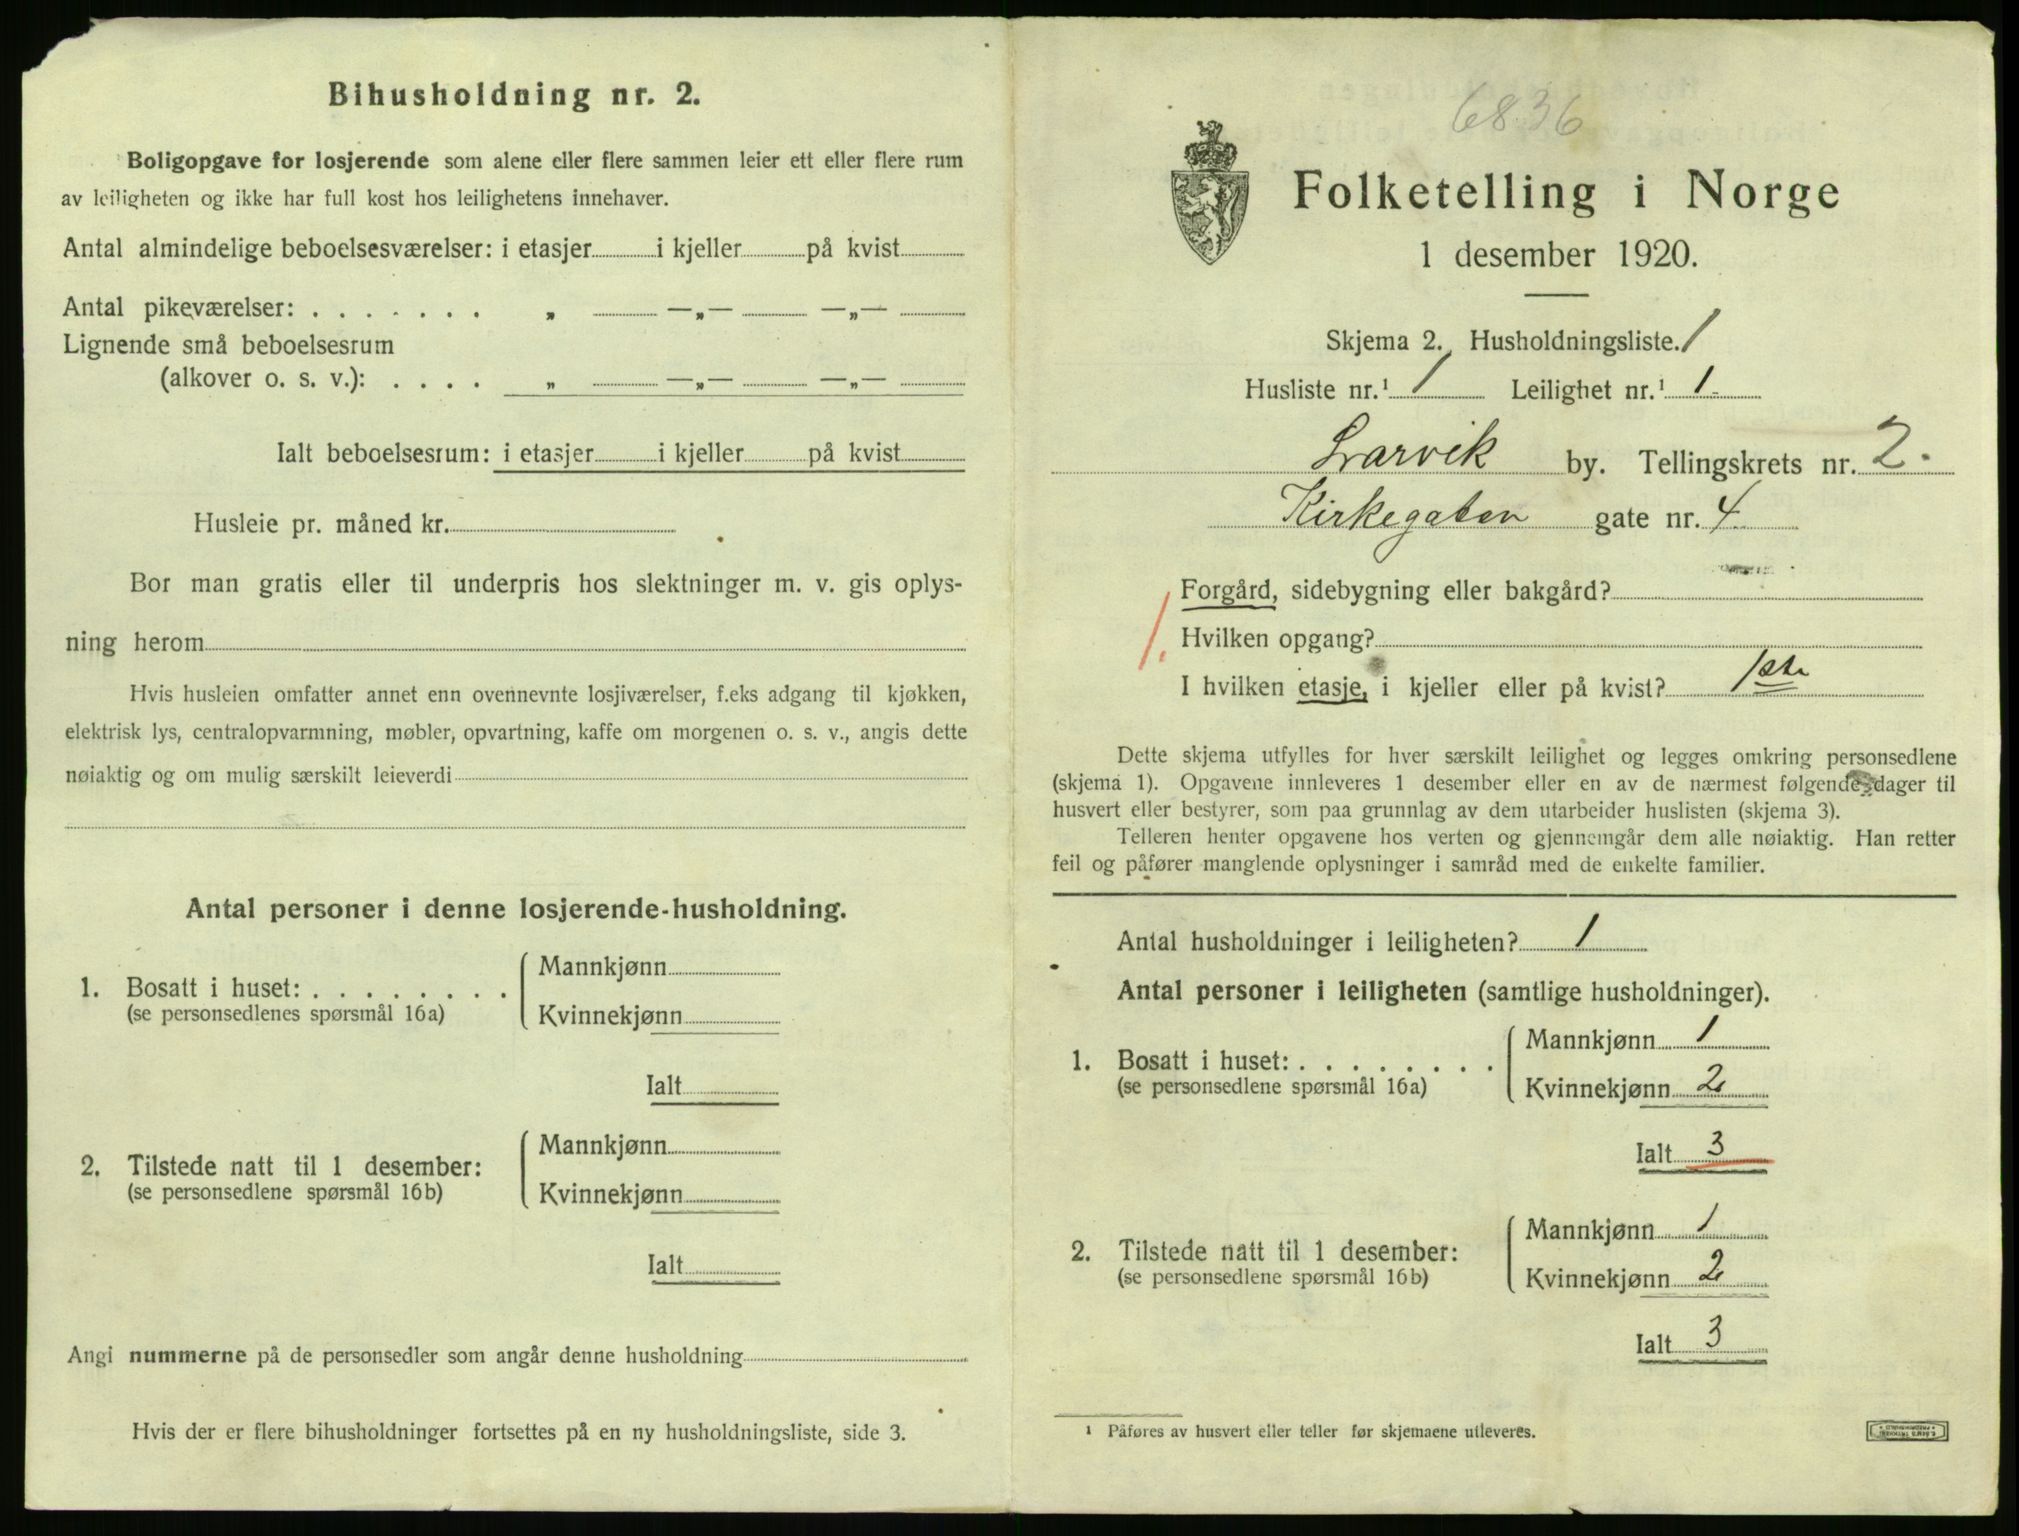 Bihusholdning nr. 2.
Boligopgave for losjerende som alene eller flere sammen leier ett eller flere rum
av leiligheten og ikke har full kost hos leilighetens innehaver.
Antal almindelige beboelsesværelser: i etasjer i kjeller på kvist
Antal pikeværelser: . . . . . . . „ —„— —„—
Lignende små beboelsesrum
(alkover o. s. v.): . . . . „ —„— —„—
Ialt beboelsesrum: i etasjer i kjeller på kvist
Husleie pr. måned kr.
Bor man gratis eller til underpris hos slektninger m. v. gis oplys-
ning herom
Hvis husleien omfatter annet enn ovennevnte losjiværelser, f.eks adgang til kjøkken,
elektrisk lys, centralopvarmning, møbler, opvartning, kaffe om morgenen o. s. v., angis dette
nøiaktig og om mulig særskilt leieverdi
Antal personer i denne losjerende-husholdning.
1. Bosatt i huset: . . . . . . . .
(se personsedlenes spørsmål 16a)
Mannkjønn
Kvinnekjønn
Ialt
2. Tilstede natt til 1 desember:
(se personsedlene spørsmål 16b)
Mannkjønn
Kvinnekjønn
Ialt
Angi nummerne på de personsedler som angår denne husholdning
Hvis der er flere bihusholdninger fortsettes på en ny husholdningsliste, side 3.
6836
Folketelling i Norge
1 desember 1920.
Skjema 2. Husholdningsliste. 1
Husliste nr.¹ 1 Leilighet nr.¹ 1
Larvik by. Tellingskrets nr. 2.
Kirkegaten gate nr. 4
Forgård, sidebygning eller bakgård?
1.
Hvilken opgang?
I hvilken etasje, i kjeller eller på kvist? 1ste
Dette skjema utfylles for hver særskilt leilighet og legges omkring personsedlene
(skjema 1). Opgavene innleveres 1 desember eller en av de nærmest følgende dager til
husvert eller bestyrer, som paa grunnlag av dem utarbeider huslisten (skjema 3).
Telleren henter opgavene hos verten og gjennemgår dem alle nøiaktig. Han retter
feil og påfører manglende oplysninger i samråd med de enkelte familier.
Antal husholdninger i leiligheten? 1
Antal personer i leiligheten (samtlige husholdninger).
1. Bosatt i huset: . . . . . . . .
(se personsedlene spørsmål 16a)
Mannkjønn 1
Kvinnekjønn 2
Ialt 3
2. Tilstede natt til 1 desember:
(se personsedlene spørsmål 16b)
Mannkjønn 1
Kvinnekjønn 2
Ialt 3
¹ Påføres av husvert eller teller før skjemaene utleveres.